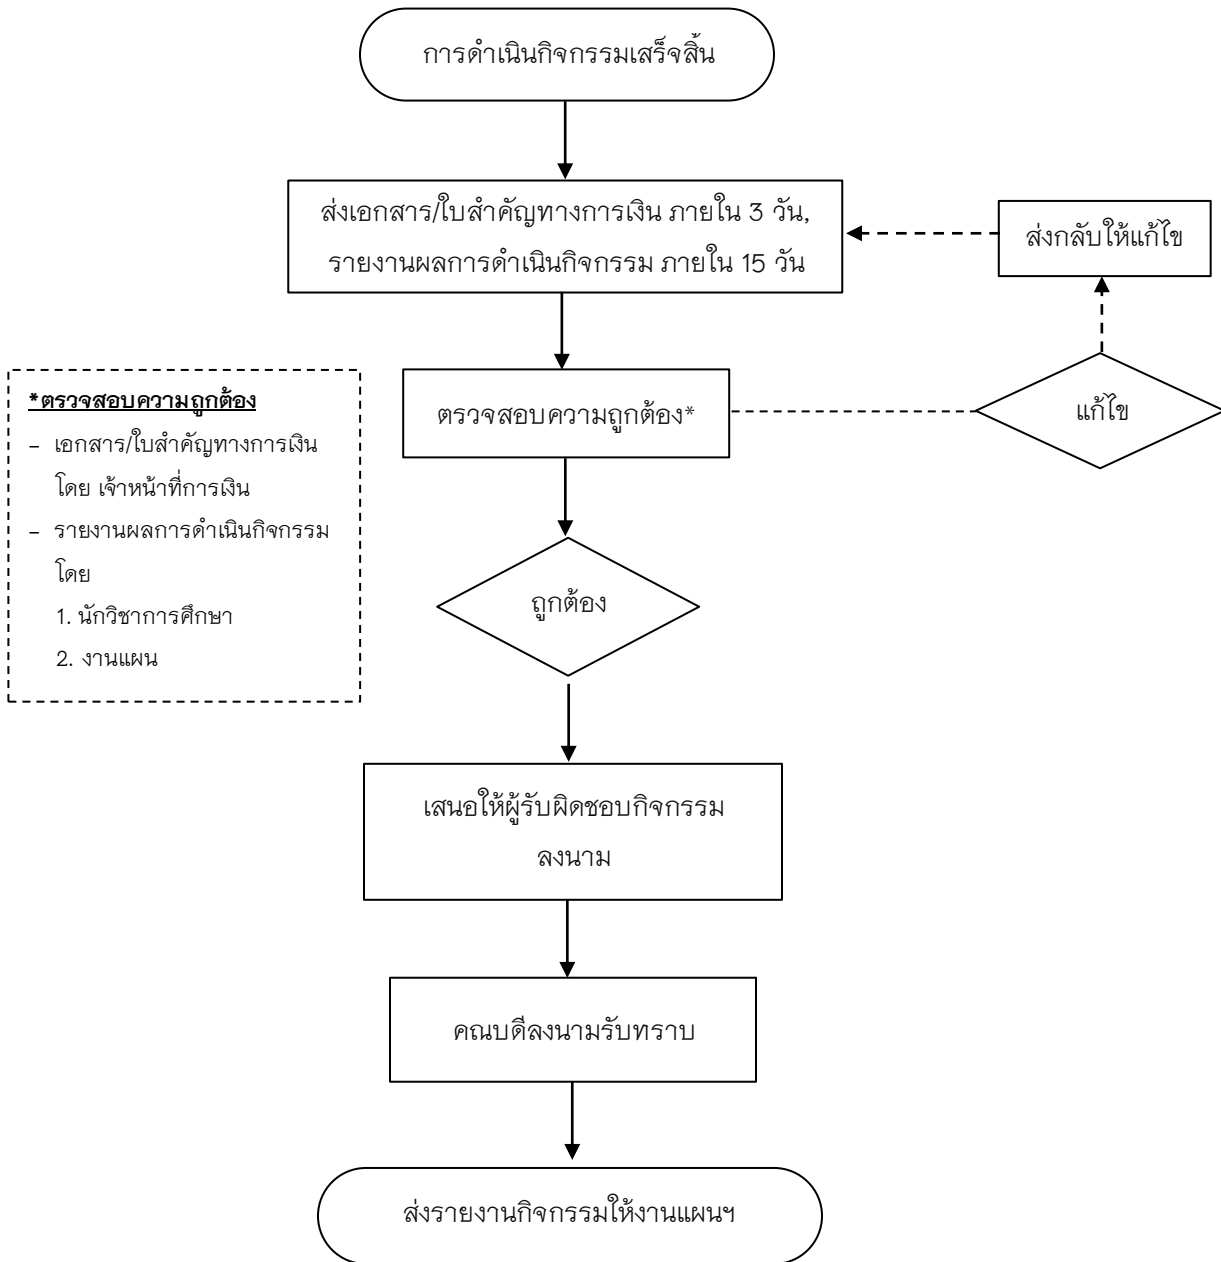 การดำเนินกิจกรรมเสร็จสิ้น
ส่งเอกสาร/ใบสำคัญทางการเงิน ภายใน 3 วัน,
รายงานผลการดำเนินกิจกรรม ภายใน 15 วัน
ส่งกลับให้แก้ไข
ตรวจสอบความถูกต้อง*
แก้ไข
*ตรวจสอบความถูกต้อง
- เอกสาร/ใบสำคัญทางการเงิน
โดย เจ้าหน้าที่การเงิน
- รายงานผลการดำเนินกิจกรรม
โดย
1. นักวิชาการศึกษา
2. งานแผน
ถูกต้อง
เสนอให้ผู้รับผิดชอบกิจกรรม
ลงนาม
คณบดีลงนามรับทราบ
ส่งรายงานกิจกรรมให้งานแผนฯ